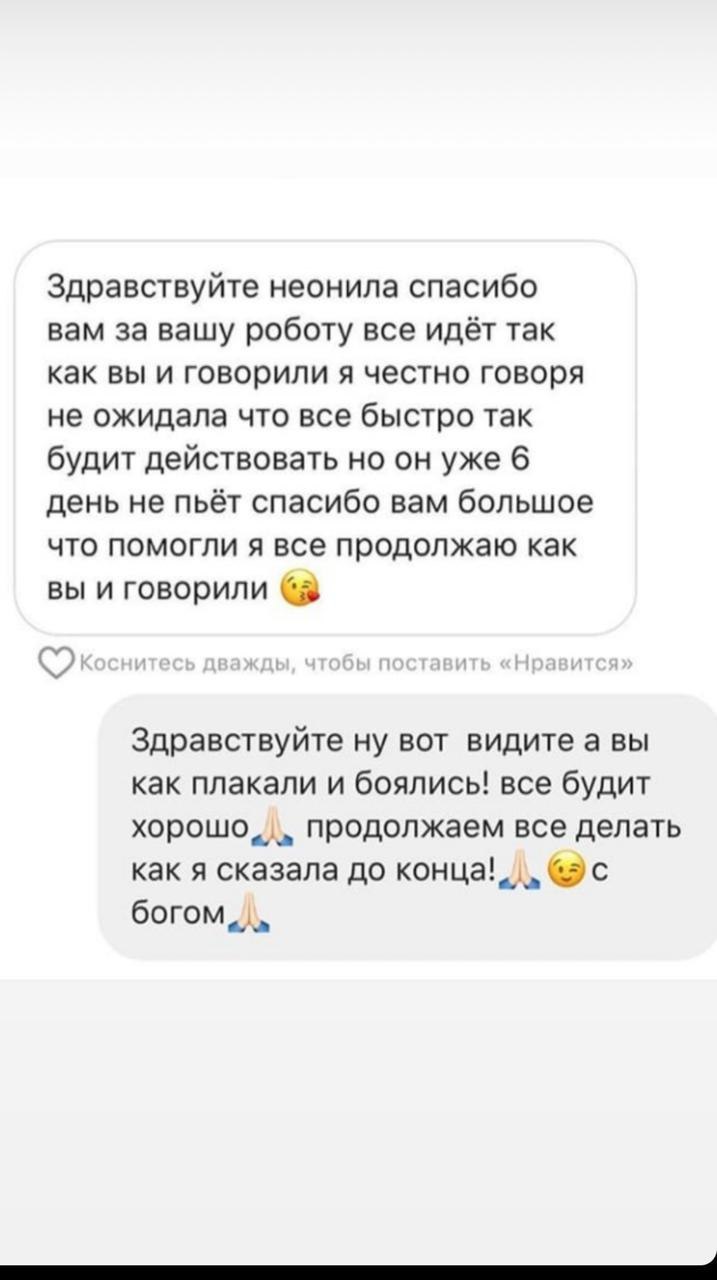 Здравствуйте неонила спасибо
вам за вашу роботу все идёт так
как вы и говорили я честно говоря
не ожидала что все быстро так
будит действовать но он уже 6
день не пьёт спасибо вам большое
что помогли я все продолжаю как
вы и говорили 😘
Коснитесь дважды, чтобы поставить «Нравится»
Здравствуйте ну вот видите а вы
как плакали и боялись! все будит
хорошо🙏🏻 продолжаем все делать
как я сказала до конца!🙏🏻😉с
богом🙏🏻